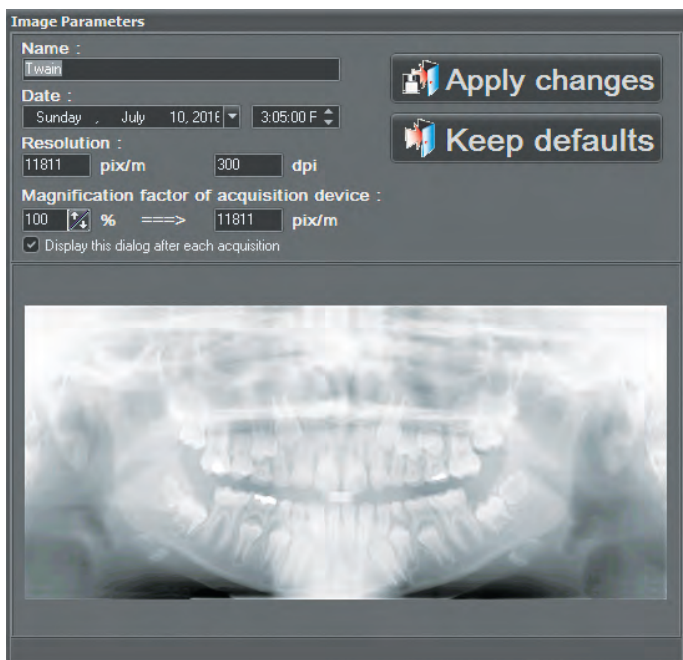 Image Parameters
Name :
Twain
Apply changes
Date :
Sunday , July 10, 2016 3:05:00 F
Keep defaults
Resolution :
11811 pix/m 300 dpi
Magnification factor of acquisition device :
100 % ===> 11811 pix/m
Display this dialog after each acquisition